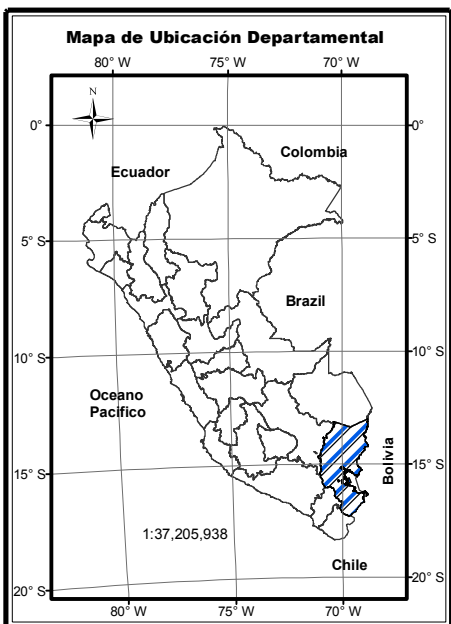 Mapa de Ubicación Departamental
80° W 75° W 70° W
N
0° 0°
Colombia
Ecuador
5° S 5° S
Brazil
10° S 10° S
Oceano
Pacifico
Bolivia
15° S 15° S
1:37,205,938
Chile
20° S 20° S
80° W 75° W 70° W